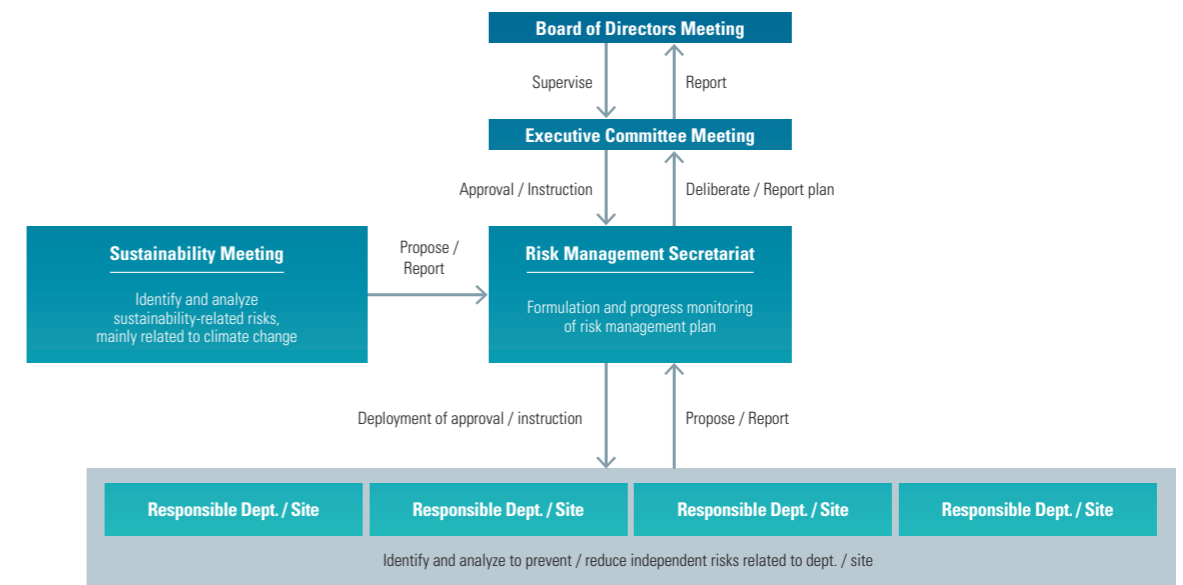 Board of Directors Meeting
Supervise
Report
Executive Committee Meeting
Approval / Instruction
Deliberate / Report plan
Sustainability Meeting
Identify and analyze
sustainability-related risks,
mainly related to climate change
Propose /
Report
Risk Management Secretariat
Formulation and progress monitoring
of risk management plan
Deployment of approval / instruction
Propose / Report
Responsible Dept. / Site
Responsible Dept. / Site
Responsible Dept. / Site
Responsible Dept. / Site
Identify and analyze to prevent / reduce independent risks related to dept. / site